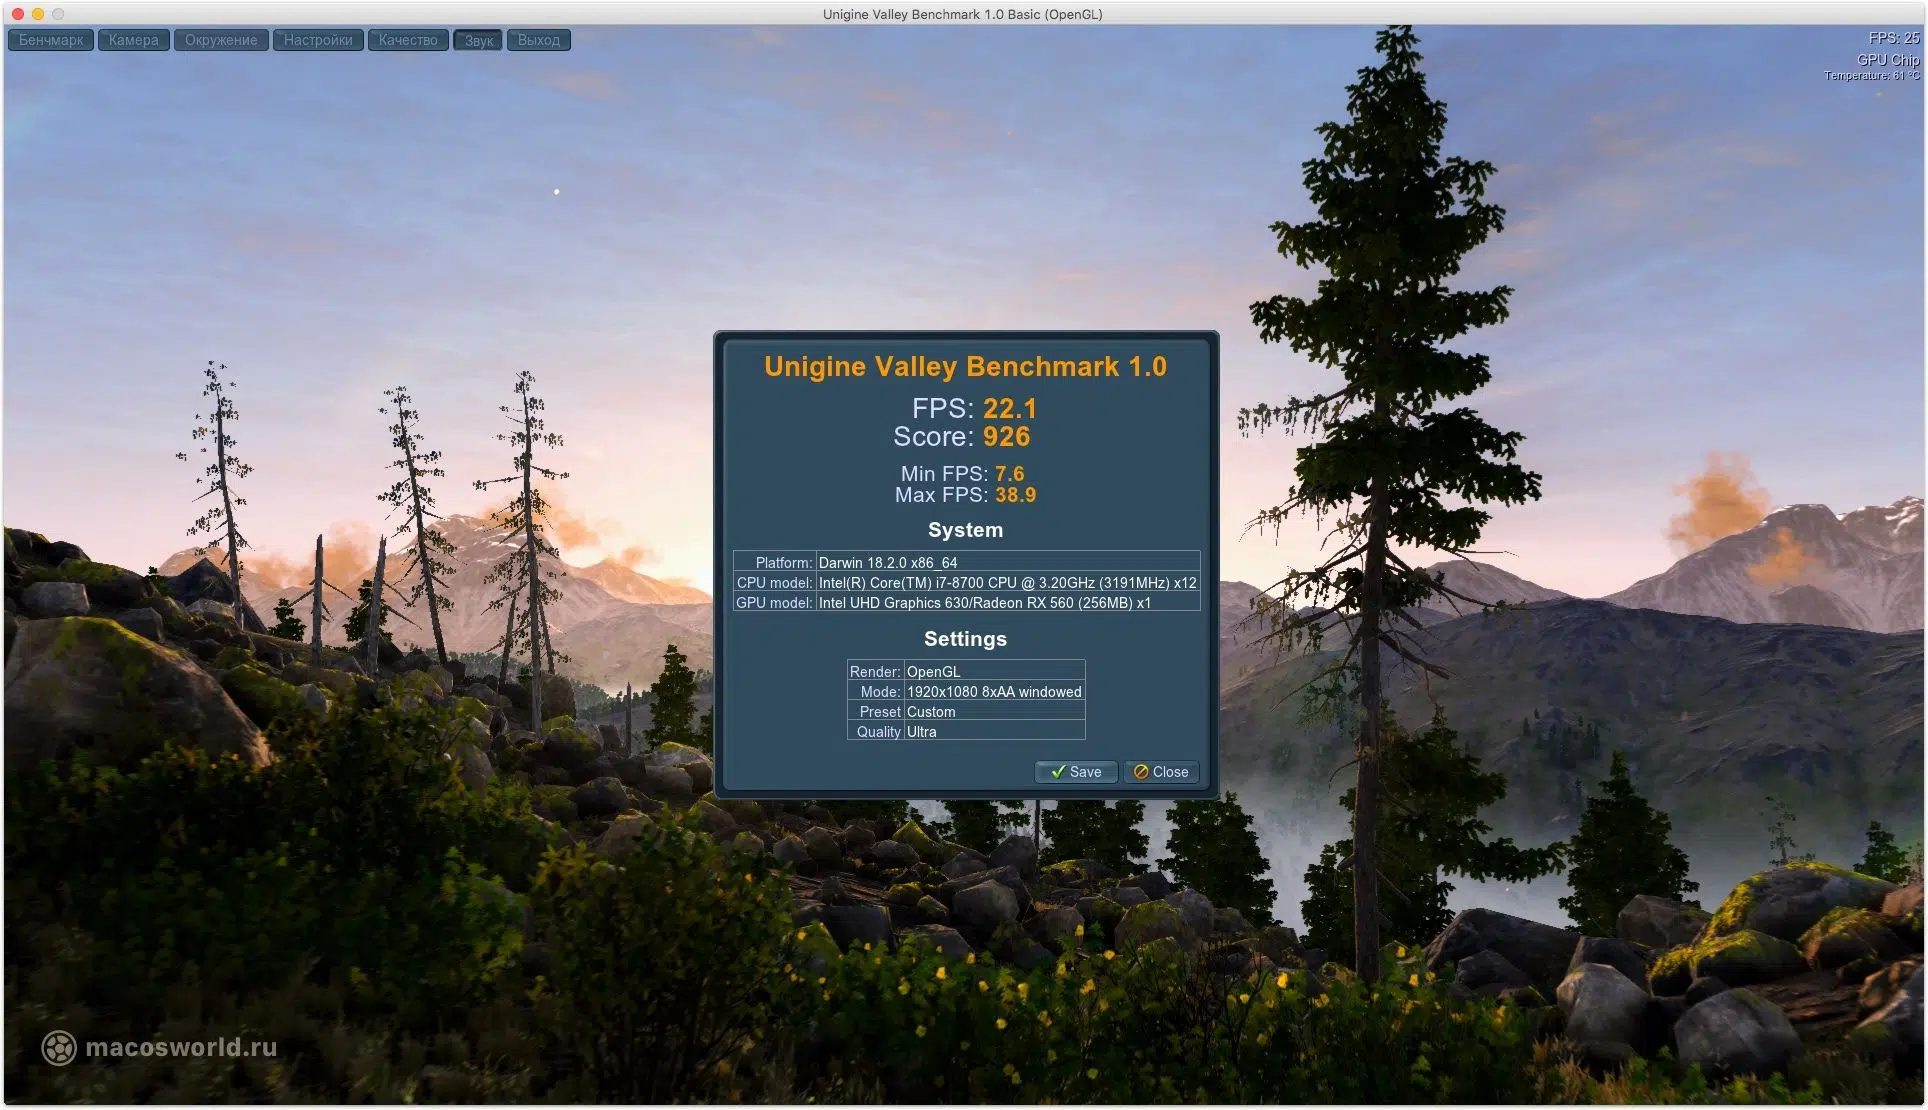 Unigine Valley Benchmark 1.0 Basic (OpenGL)
Бенчмарк Камера Окружение Настройки Качество Звук Выход
FPS: 25
GPU Chip
Temperature: 61 °C
Unigine Valley Benchmark 1.0
FPS: 22.1
Score: 926
Min FPS: 7.6
Max FPS: 38.9
System
Platform: Darwin 18.2.0 x86_64
CPU model: Intel(R) Core(TM) i7-8700 CPU @ 3.20GHz (3191MHz) x12
GPU model: Intel UHD Graphics 630/Radeon RX 560 (256MB) x1
Settings
Render: OpenGL
Mode: 1920x1080 8xAA windowed
Preset Custom
Quality Ultra
Save Close
macosworld.ru